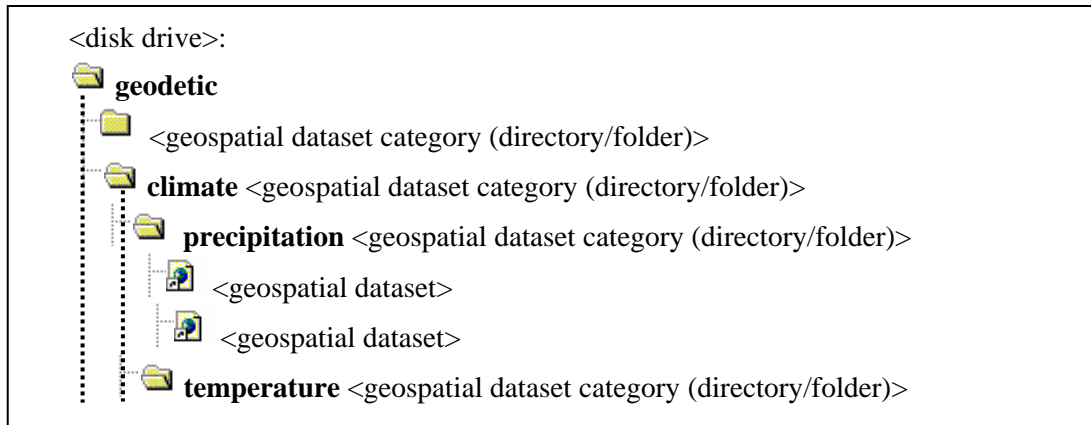 <disk drive>:
geodetic
<geospatial dataset category (directory/folder)>
climate <geospatial dataset category (directory/folder)>
precipitation <geospatial dataset category (directory/folder)>
<geospatial dataset>
<geospatial dataset>
temperature <geospatial dataset category (directory/folder)>